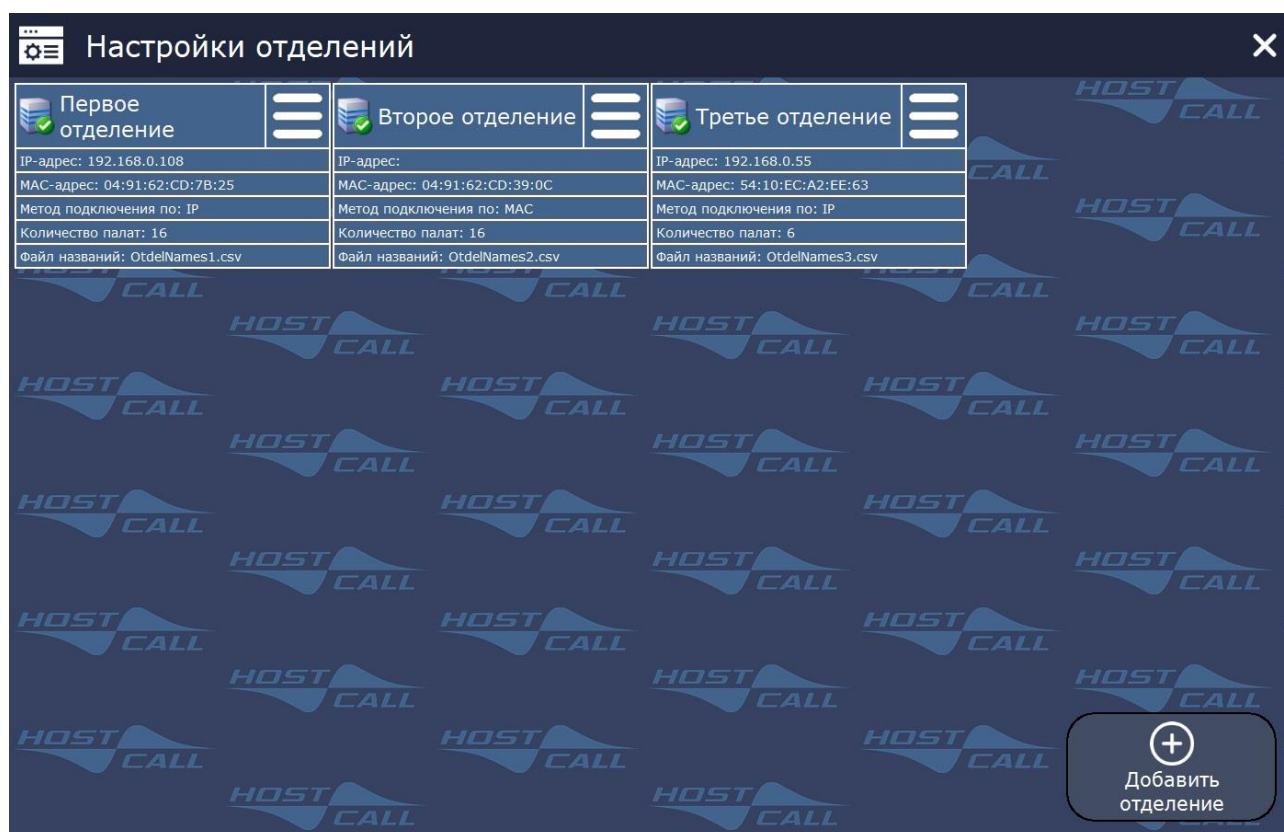 Настройки отделений
Первое
отделение
IP-адрес: 192.168.0.108
MAC-адрес: 04:91:62:CD:7B:25
Метод подключения по: IP
Количество палат: 16
Файл названий: OtdelNames1.csv
Второе отделение
IP-адрес:
MAC-адрес: 04:91:62:CD:39:0C
Метод подключения по: MAC
Количество палат: 16
Файл названий: OtdelNames2.csv
Третье отделение
IP-адрес: 192.168.0.55
MAC-адрес: 54:10:EC:A2:EE:63
Метод подключения по: IP
Количество палат: 6
Файл названий: OtdelNames3.csv
HOST
CALL
Добавить
отделение